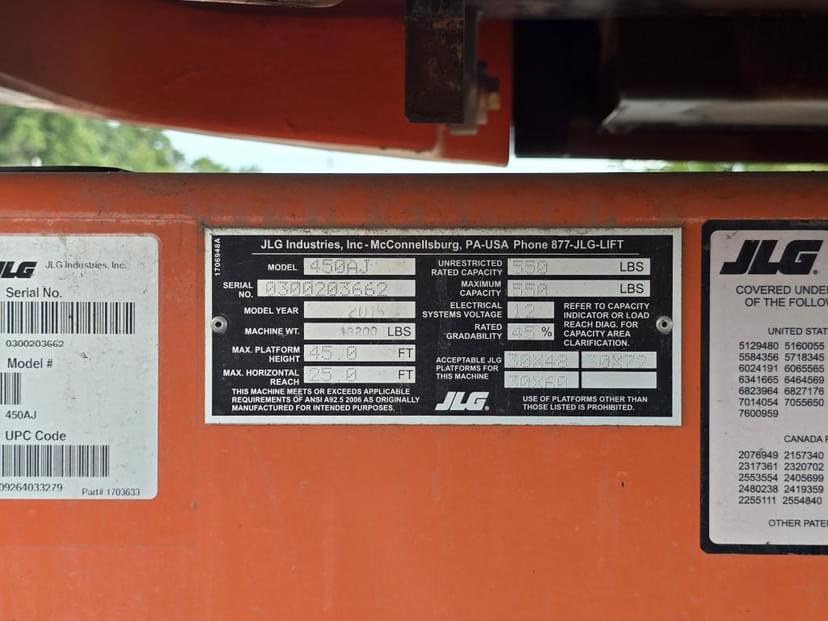 JLG JLG Industries, Inc.
Serial No.
0300203662
Model #
450AJ
UPC Code
09264033279
Part# 1703633
1706948A
JLG Industries, Inc - McConnellsburg, PA-USA Phone 877-JLG-LIFT
MODEL 450AJ
SERIAL NO. 0300203662
MODEL YEAR 2015
MACHINE WT. 13200 LBS
MAX. PLATFORM HEIGHT 45.0 FT
MAX. HORIZONTAL REACH 25.0 FT
THIS MACHINE MEETS OR EXCEEDS APPLICABLE
REQUIREMENTS OF ANSI A92.5 2006 AS ORIGINALLY
MANUFACTURED FOR INTENDED PURPOSES.
UNRESTRICTED RATED CAPACITY 550 LBS
MAXIMUM CAPACITY 550 LBS
ELECTRICAL SYSTEMS VOLTAGE 12
RATED GRADABILITY 45 %
REFER TO CAPACITY
INDICATOR OR LOAD
REACH DIAG. FOR
CAPACITY AREA
CLARIFICATION.
ACCEPTABLE JLG
PLATFORMS FOR
THIS MACHINE
30X48 30X72
30X60
JLG
USE OF PLATFORMS OTHER THAN
THOSE LISTED IS PROHIBITED.
JLG
COVERED UNDE
OF THE FOLLOW
UNITED STAT
5129480 5160055
5584356 5718345
6024191 6065565
6341665 6464569
6823964 6827176
7014054 7055650
7600959
CANADA
2076949 2157340
2317361 2320702
2553554 2405699
2480238 2419359
2255111 2554840
OTHER PATE